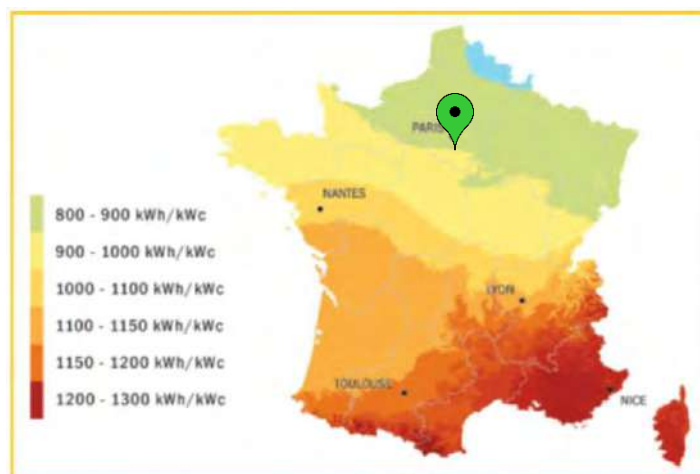 PARIS
NANTES
800 - 900 kWh/kWc
900 - 1000 kWh/kWc
1000 - 1100 kWh/kWc
LYON
1100 - 1150 kWh/kWc
1150 - 1200 kWh/kWc
TOULOUSE
1200 - 1300 kWh/kWc
NICE